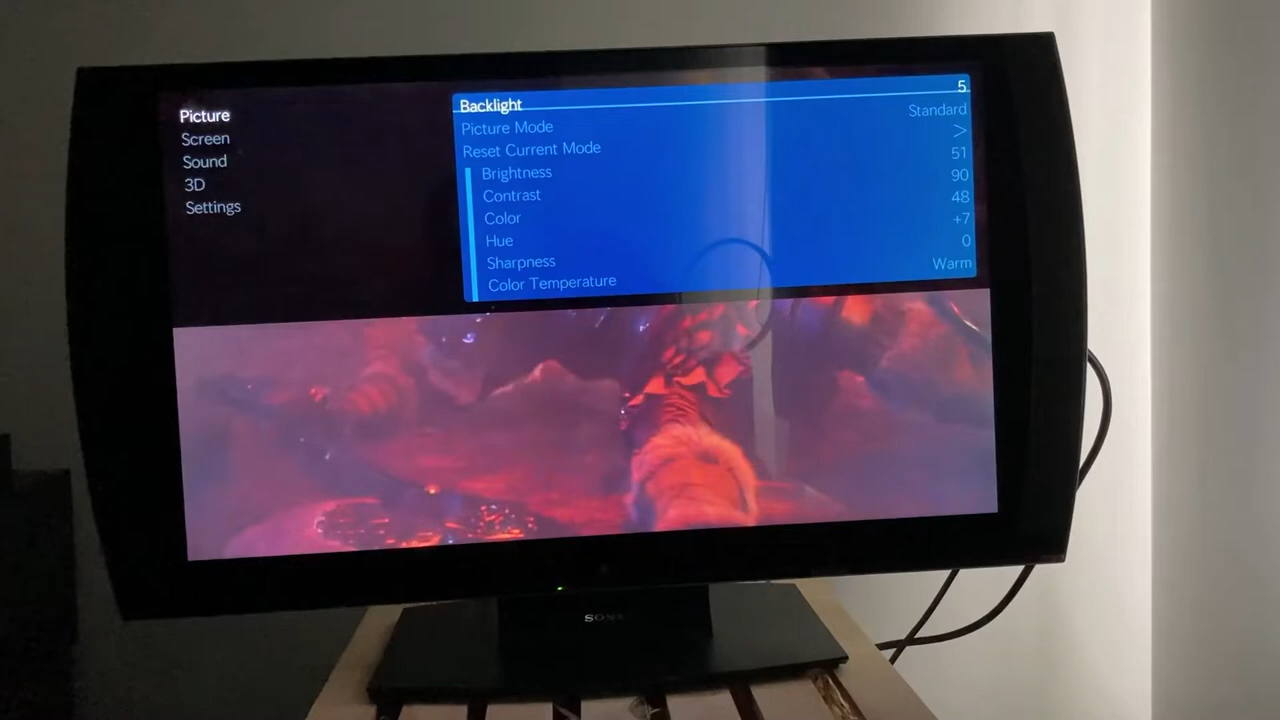 Picture
Screen
Sound
3D
Settings
Backlight 5
Picture Mode Standard
Reset Current Mode >
Brightness 51
Contrast 90
Color 48
Hue +7
Sharpness 0
Color Temperature Warm
SONY